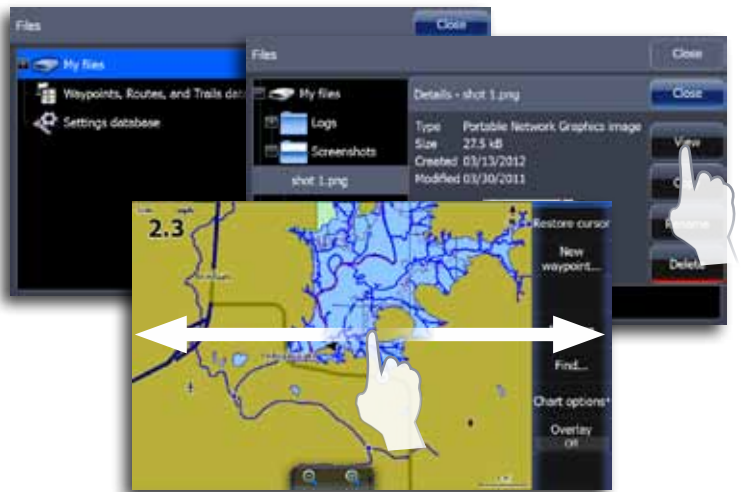 Files
Close
My files
Waypoints, Routes, and Trails
Settings database
Files
Close
My files
Logs
Screenshots
shot 1.png
Details - shot 1.png
Close
Type Portable Network Graphics image
Size 27.5 kB
Created 03/13/2012
Modified 03/30/2011
View
Delete
2.3
Restore cursor
New
waypoint...
Find...
Chart options
Overlay
Off